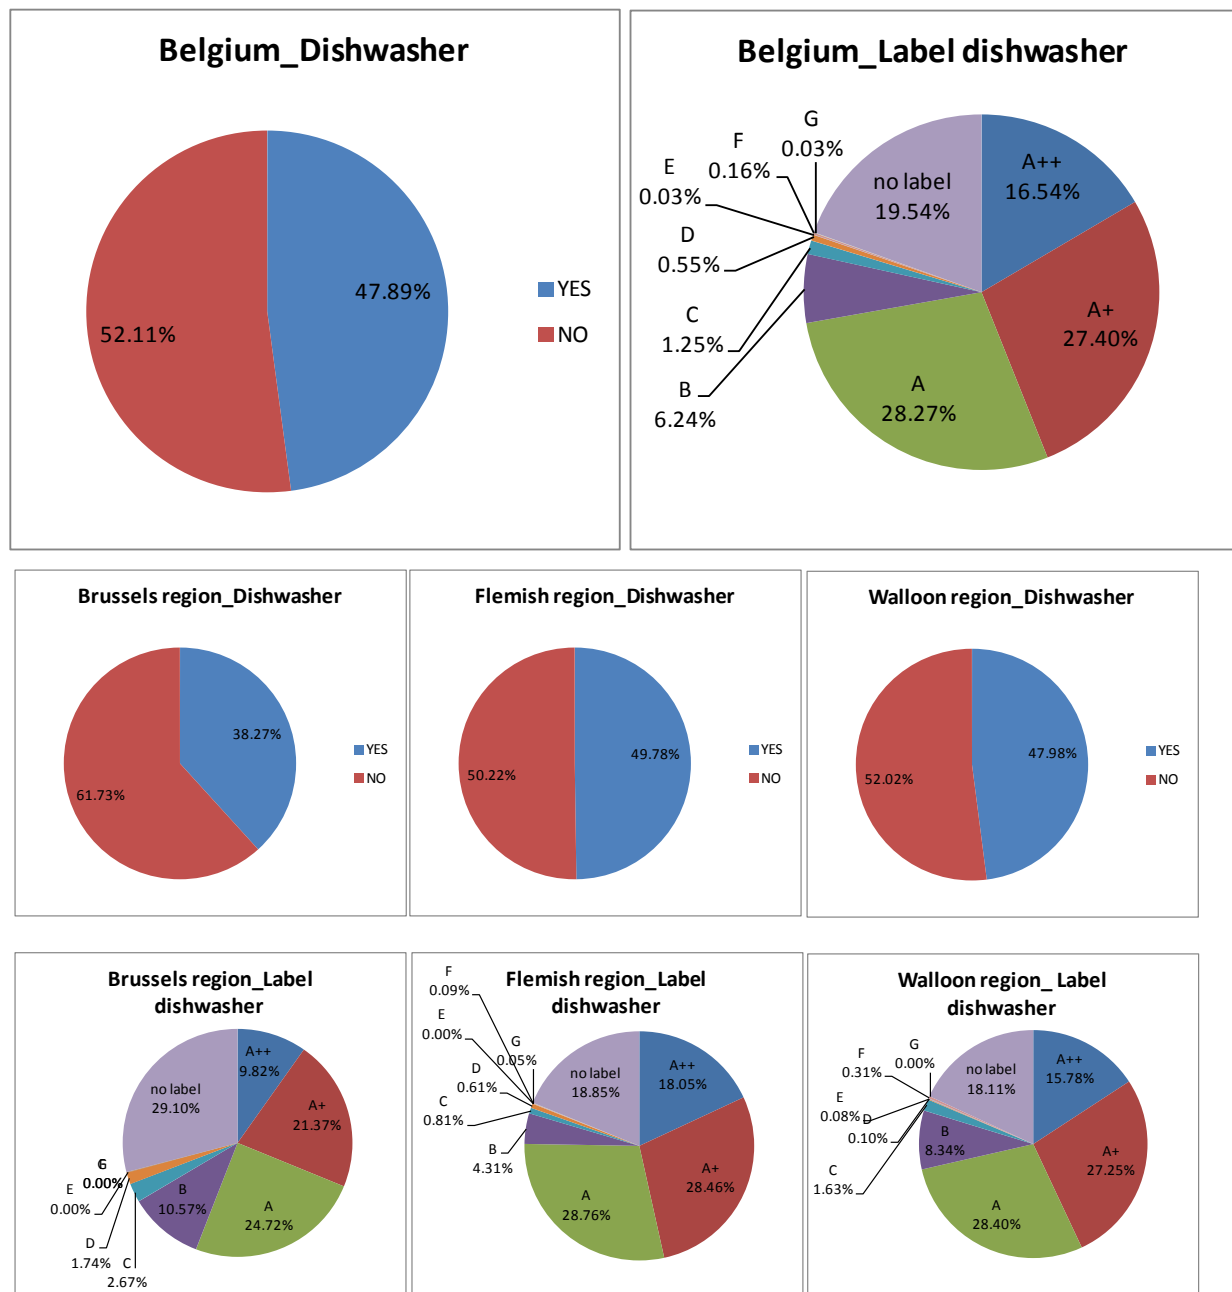 Belgium_Dishwasher
47.89%
52.11%
YES
NO
Belgium_Label dishwasher
G
0.03%
F
0.16%
E
0.03%
D
0.55%
C
1.25%
B
6.24%
no label
19.54%
A++
16.54%
A+
27.40%
A
28.27%
Brussels region_Dishwasher
38.27%
61.73%
YES
NO
Flemish region_Dishwasher
49.78%
50.22%
YES
NO
Walloon region_Dishwasher
47.98%
52.02%
YES
NO
Brussels region_Label
dishwasher
A++
9.82%
no label
29.10%
A+
21.37%
G
0.00%
E
0.00%
B
10.57%
A
24.72%
D
1.74%
C
2.67%
Flemish region_Label
dishwasher
F
0.09%
E
0.00%
G
0.05%
D
0.61%
C
0.81%
B
4.31%
no label
18.85%
A++
18.05%
A+
28.46%
A
28.76%
Walloon region_ Label
dishwasher
G
0.00%
F
0.31%
E
0.08%
D
0.10%
C
1.63%
B
8.34%
no label
18.11%
A++
15.78%
A+
27.25%
A
28.40%